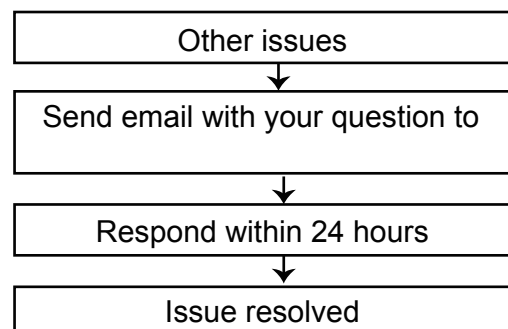 Other issues
Send email with your question to
Respond within 24 hours
Issue resolved